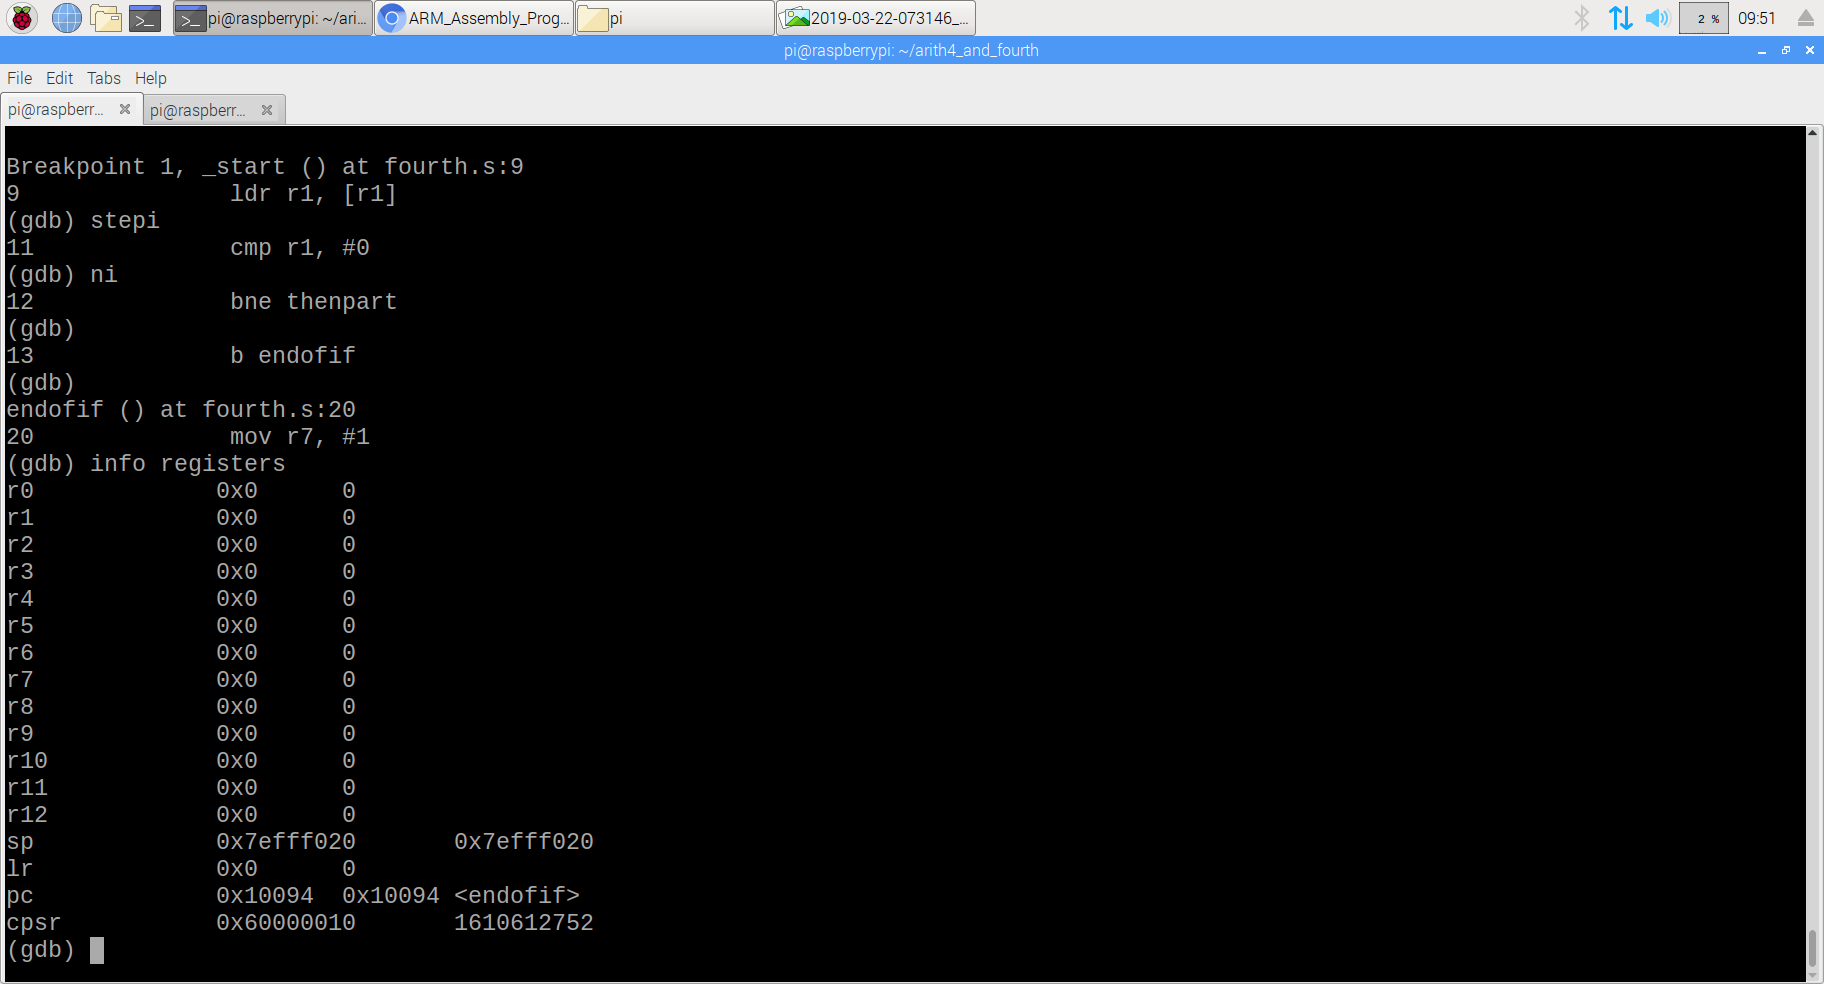 pi@raspberrypi: ~/ari... ARM_Assembly_Prog... pi 2019-03-22-073146_... 2 % 09:51
pi@raspberrypi: ~/arith4_and_fourth
File Edit Tabs Help
pi@raspberr... pi@raspberr...
Breakpoint 1, _start () at fourth.s:9
9 ldr r1, [r1]
(gdb) stepi
11 cmp r1, #0
(gdb) ni
12 bne thenpart
(gdb)
13 b endofif
(gdb)
endofif () at fourth.s:20
20 mov r7, #1
(gdb) info registers
r0 0x0 0
r1 0x0 0
r2 0x0 0
r3 0x0 0
r4 0x0 0
r5 0x0 0
r6 0x0 0
r7 0x0 0
r8 0x0 0
r9 0x0 0
r10 0x0 0
r11 0x0 0
r12 0x0 0
sp 0x7efff020 0x7efff020
lr 0x0 0
pc 0x10094 0x10094 <endofif>
cpsr 0x60000010 1610612752
(gdb)